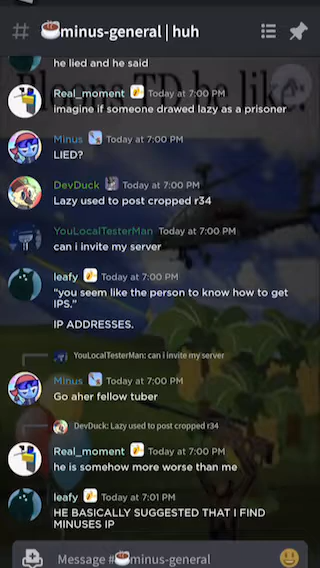 ☕minus-general | huh
he lied and he said
Real_moment Today at 7:00 PM
imagine if someone drawed lazy as a prisoner
Minus Today at 7:00 PM
LIED?
DevDuck Today at 7:00 PM
Lazy used to post cropped r34
YouLocalTesterMan Today at 7:00 PM
can i invite my server
leafy Today at 7:00 PM
"you seem like the person to know how to get
IPS."
IP ADDRESSES.
YouLocalTesterMan: can i invite my server
Minus Today at 7:00 PM
Go aher fellow tuber
DevDuck: Lazy used to post cropped r34
Real_moment Today at 7:00 PM
he is somehow more worse than me
leafy Today at 7:01 PM
HE BASICALLY SUGGESTED THAT I FIND
MINUSES IP
Message #☕minus-general